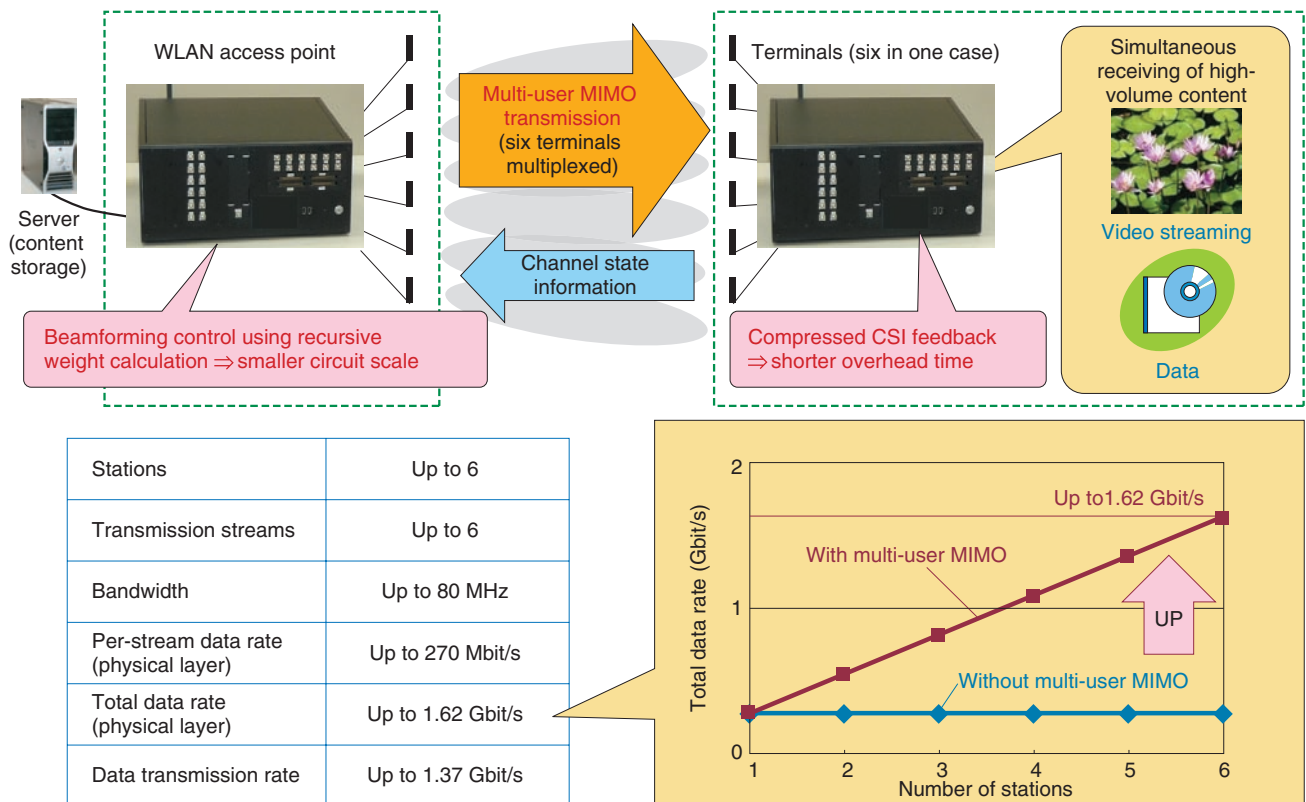 WLAN access point
Server
(content
storage)
Beamforming control using recursive
weight calculation ⇒ smaller circuit scale
Multi-user MIMO
transmission
(six terminals
multiplexed)
Channel state
information
Terminals (six in one case)
Compressed CSI feedback
⇒ shorter overhead time
Simultaneous
receiving of high-
volume content
Video streaming
Data
Stations
Up to 6
Transmission streams
Up to 6
Bandwidth
Up to 80 MHz
Per-stream data rate
(physical layer)
Up to 270 Mbit/s
Total data rate
(physical layer)
Up to 1.62 Gbit/s
Data transmission rate
Up to 1.37 Gbit/s
Total data rate (Gbit/s)
2
1
0
Up to1.62 Gbit/s
With multi-user MIMO
UP
Without multi-user MIMO
1 2 3 4 5 6
Number of stations